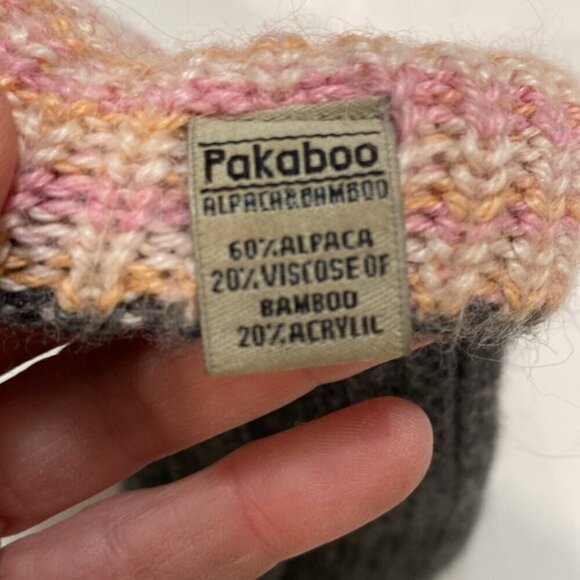 Pakaboo
ALPACA&BAMBOO
60%ALPACA
20%VISCOSE OF
BAMBOO
20%ACRYLIC